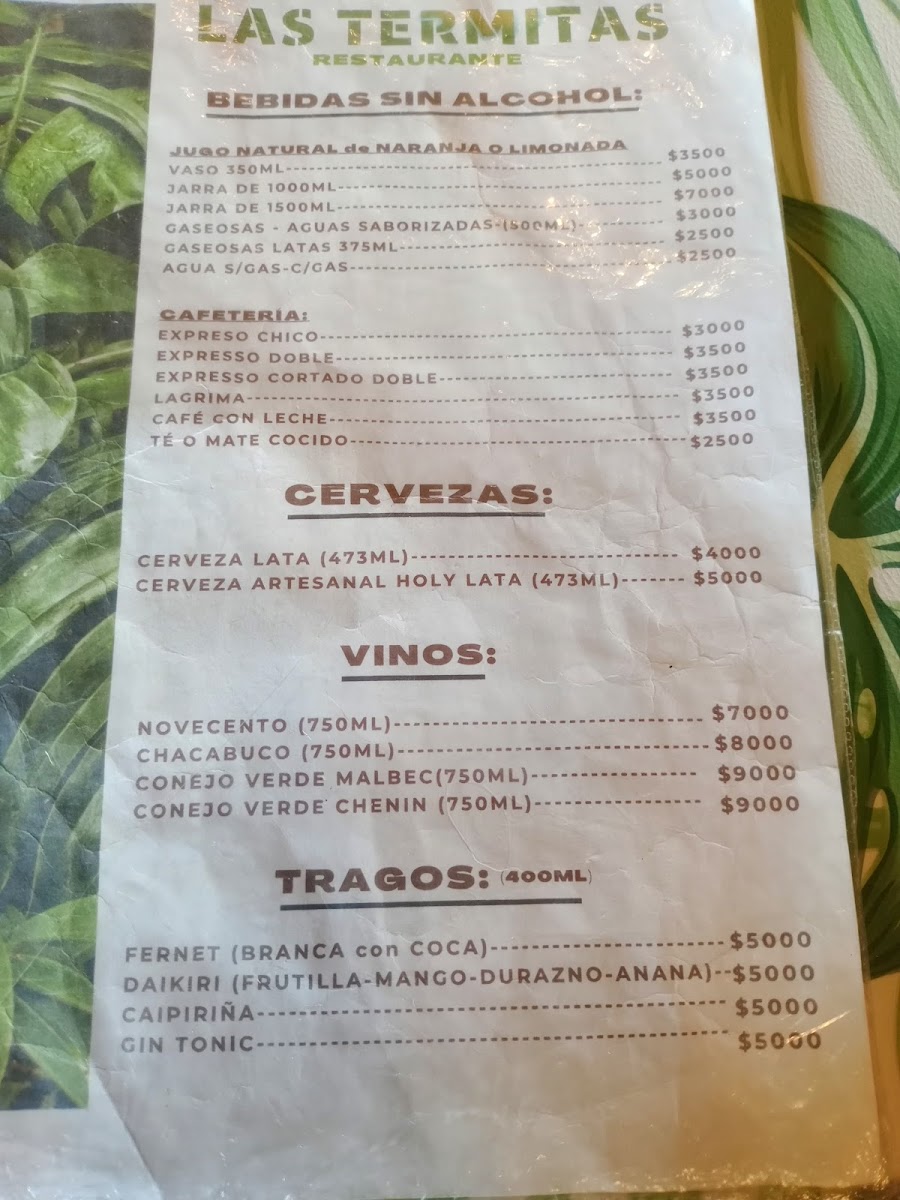 LAS TERMITAS
RESTAURANTE
BEBIDAS SIN ALCOHOL:
JUGO NATURAL de NARANJA O LIMONADA
VASO 350ML---------- $3500
JARRA DE 1000ML---------- $5000
JARRA DE 1500ML---------- $7000
GASEOSAS - AGUAS SABORIZADAS-(500ML)---------- $3000
GASEOSAS LATAS 375ML---------- $2500
AGUA S/GAS-C/GAS---------- $2500
CAFETERIA:
EXPRESO CHICO---------- $3000
EXPRESSO DOBLE---------- $3500
EXPRESSO CORTADO DOBLE---------- $3500
LAGRIMA---------- $3500
CAFÉ CON LECHE---------- $3500
TÉ O MATE COCIDO---------- $2500
CERVEZAS:
CERVEZA LATA (473ML)---------- $4000
CERVEZA ARTESANAL HOLY LATA (473ML)------- $5000
VINOS:
NOVECENTO (750ML)---------- $7000
CHACABUCO (750ML)---------- $8000
CONEJO VERDE MALBEC(750ML)---------- $9000
CONEJO VERDE CHENIN (750ML)---------- $9000
TRAGOS: (400ML)
FERNET (BRANCA con COCA)---------- $5000
DAIKIRI (FRUTILLA-MANGO-DURAZNO-ANANA)--$5000
CAIPIRIÑA---------- $5000
GIN TONIC---------- $5000